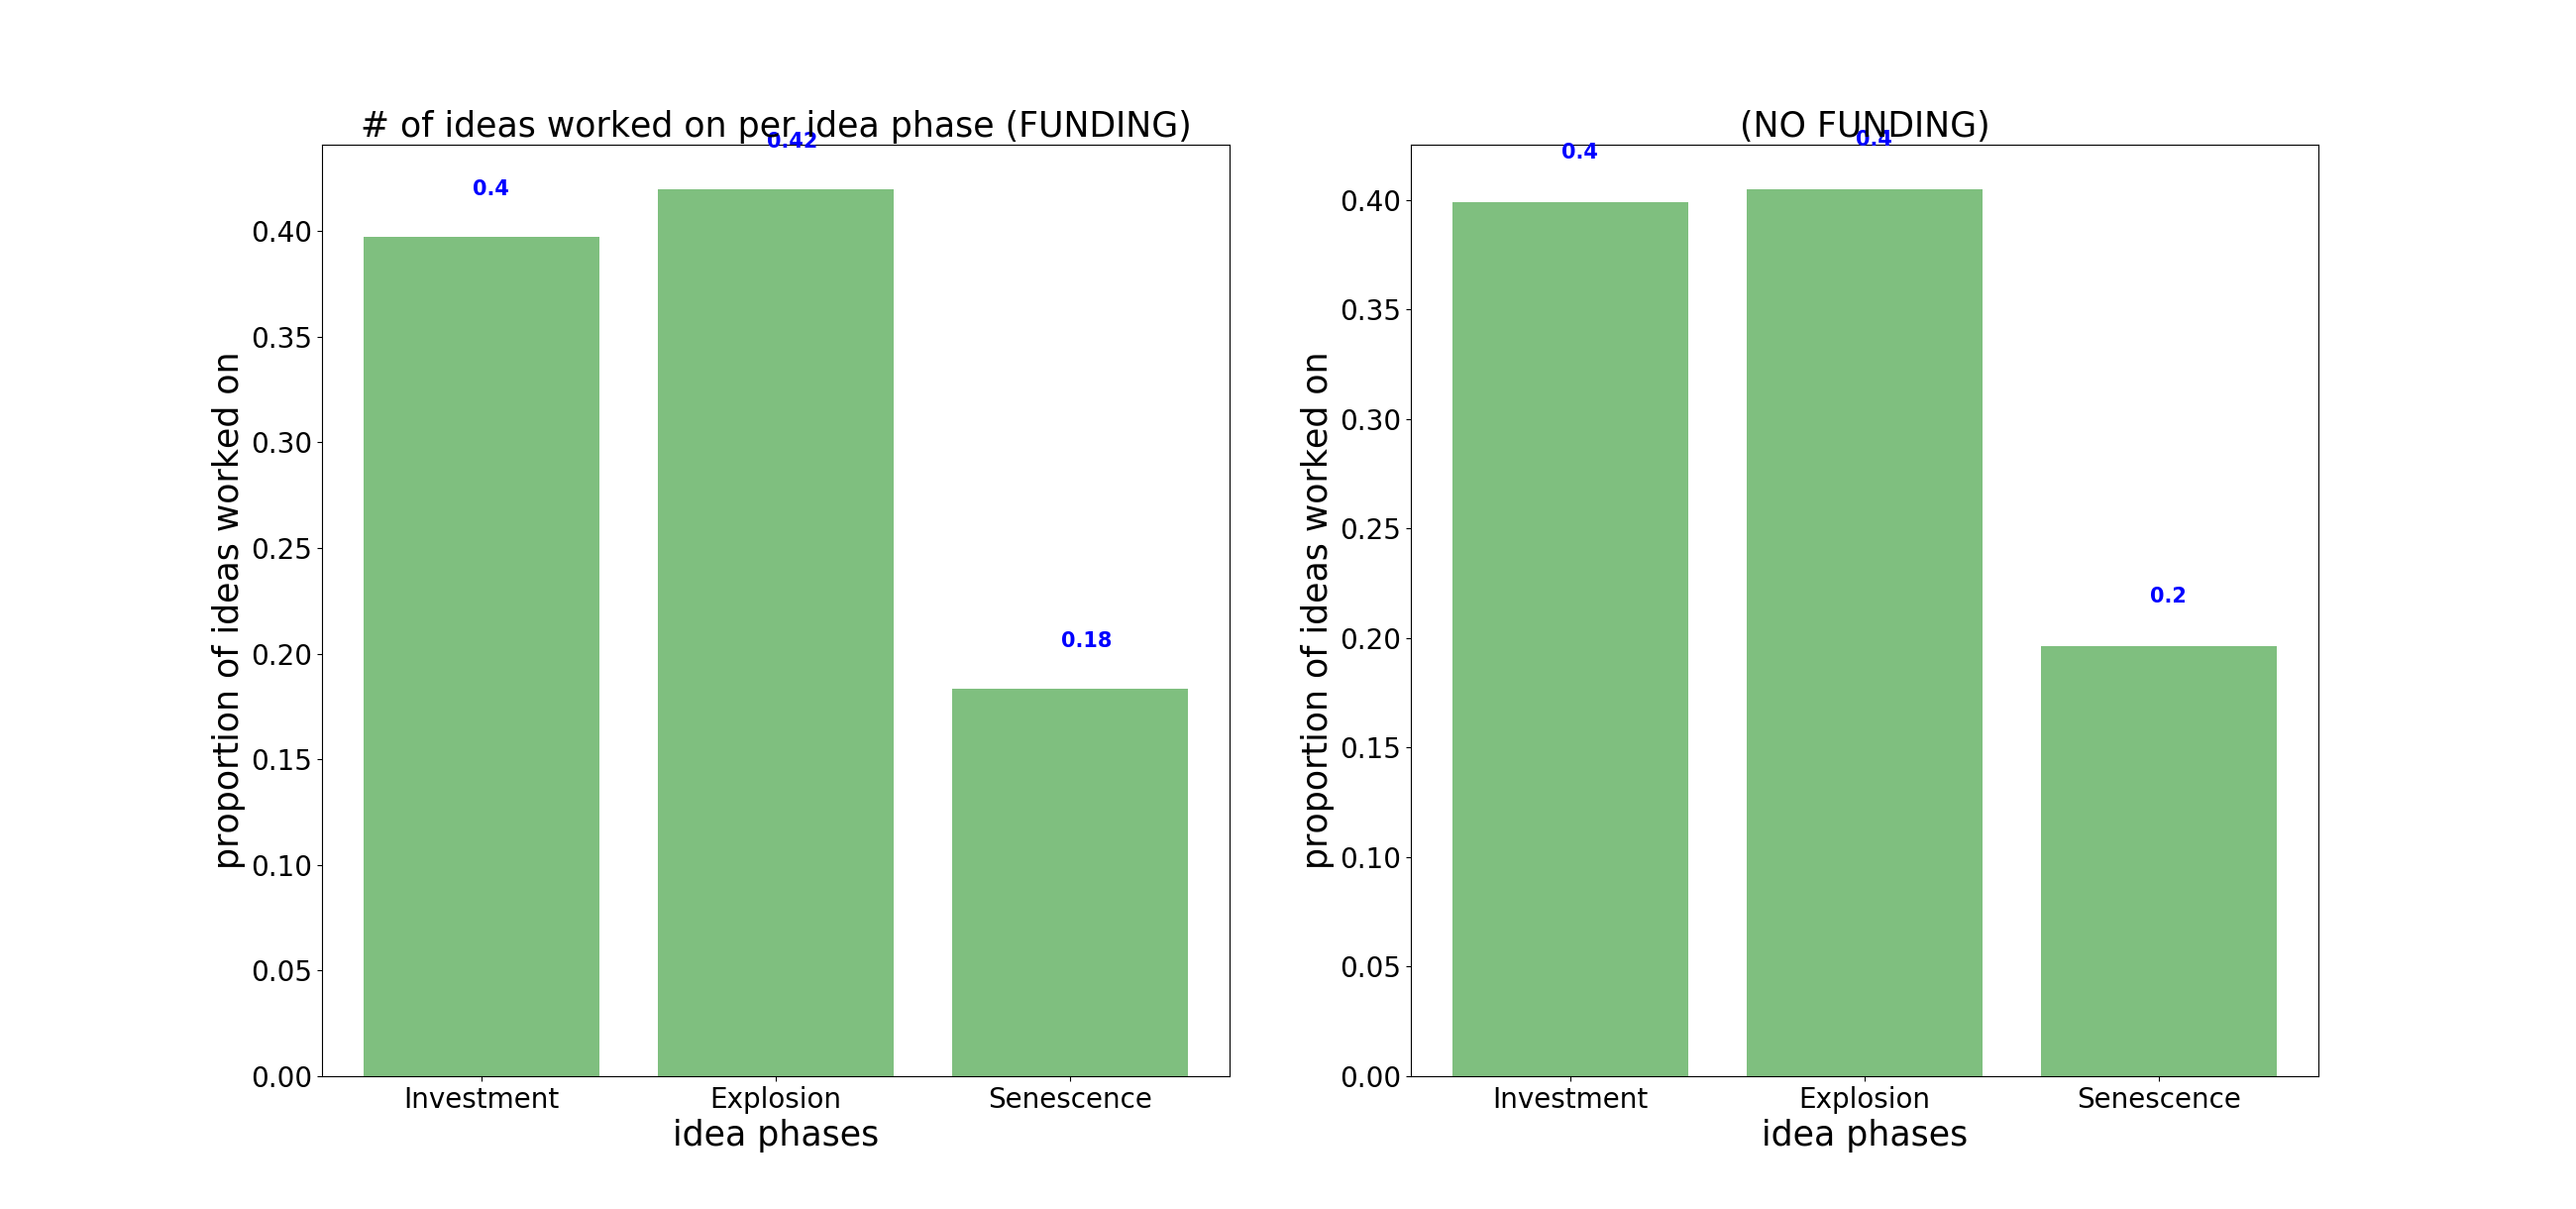 # of ideas worked on per idea phase (FUNDING)
0.42
0.4
0.18
0.40
0.35
0.30
0.25
0.20
0.15
0.10
0.05
0.00
proportion of ideas worked on
Investment
Explosion
Senescence
idea phases
(NO FUNDING)
0.4
0.4
0.2
0.40
0.35
0.30
0.25
0.20
0.15
0.10
0.05
0.00
proportion of ideas worked on
Investment
Explosion
Senescence
idea phases